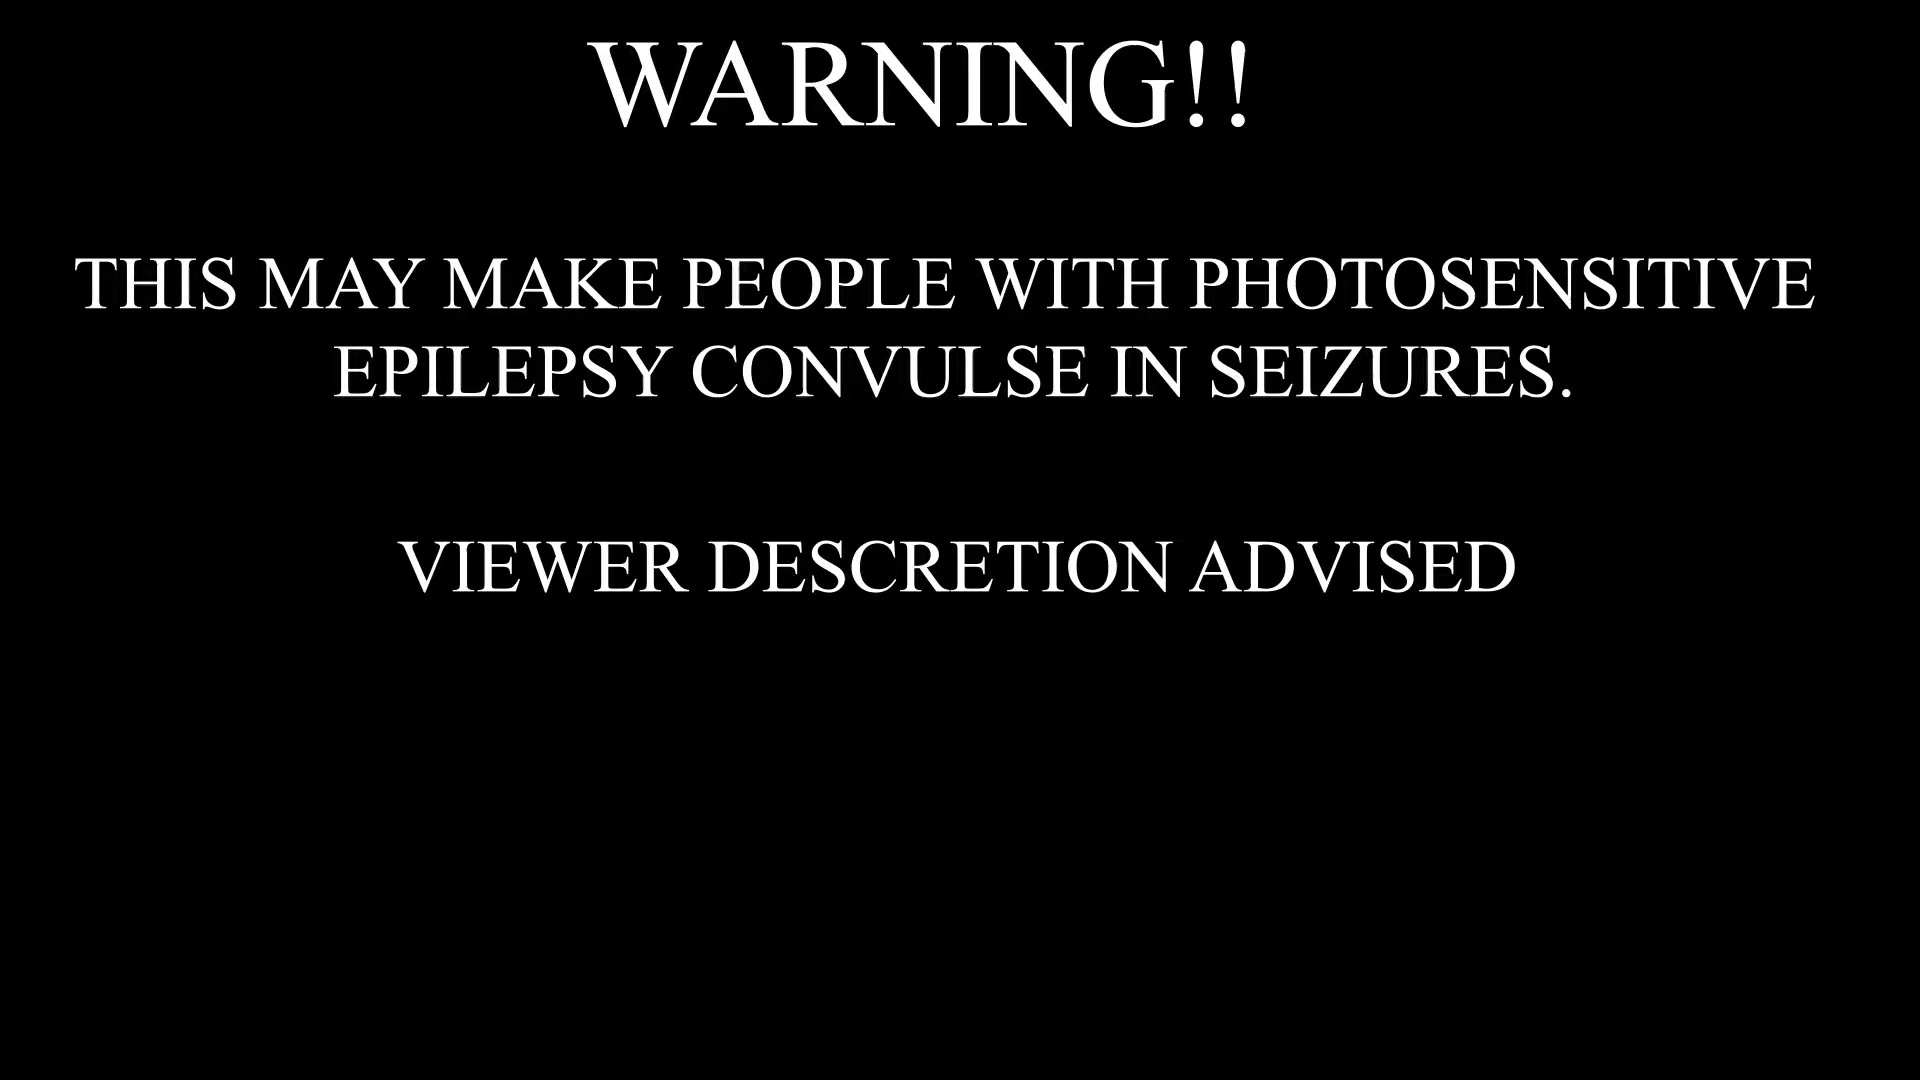 WARNING!!
THIS MAY MAKE PEOPLE WITH PHOTOSENSITIVE
EPILEPSY CONVULSE IN SEIZURES.
VIEWER DESCRETION ADVISED